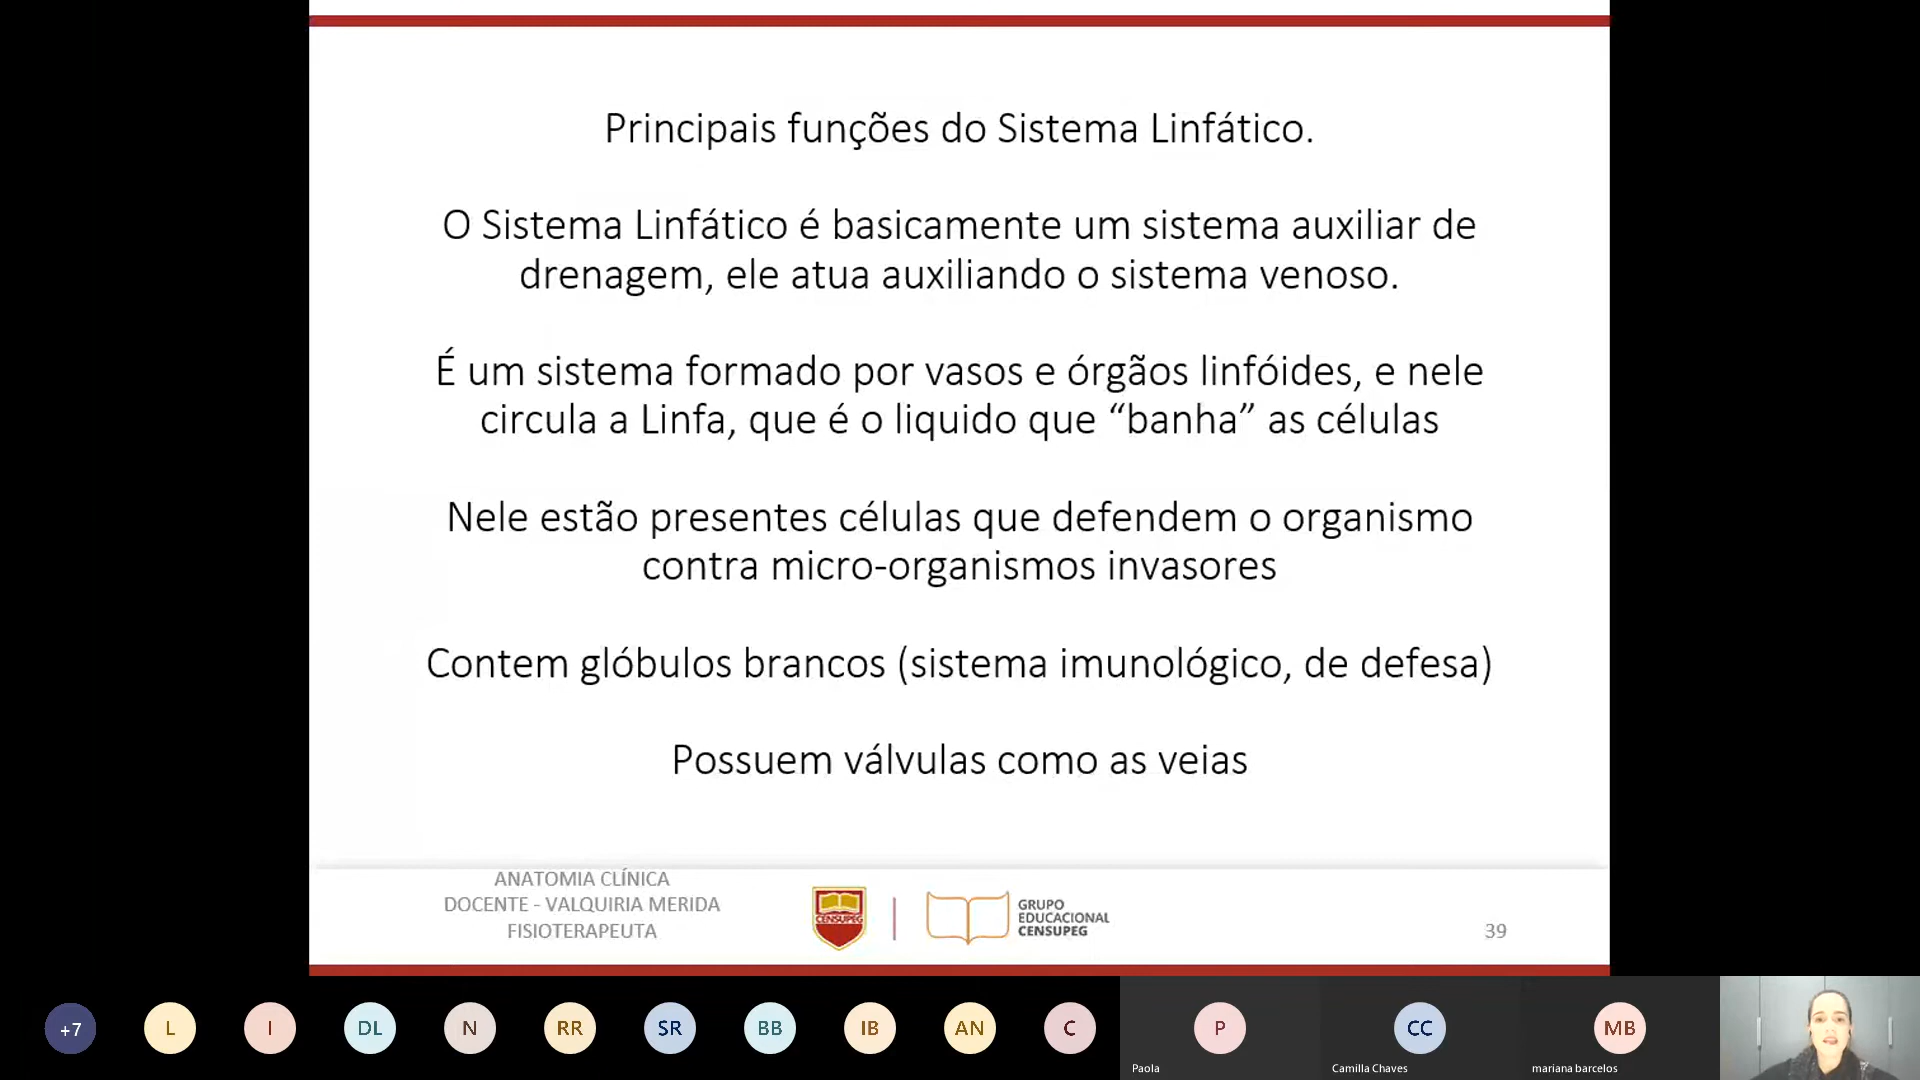 Principais funções do Sistema Linfático.
O Sistema Linfático é basicamente um sistema auxiliar de
drenagem, ele atua auxiliando o sistema venoso.
É um sistema formado por vasos e órgãos linfóides, e nele
circula a Linfa, que é o liquido que “banha” as células
Nele estão presentes células que defendem o organismo
contra micro-organismos invasores
Contem glóbulos brancos (sistema imunológico, de defesa)
Possuem válvulas como as veias
ANATOMIA CLÍNICA
DOCENTE - VALQUIRIA MERIDA
FISIOTERAPEUTA
CENSUPEG
GRUPO
EDUCACIONAL
CENSUPEG
39
+7
L
I
DL
N
RR
SR
BB
IB
AN
C
P
CC
MB
Paola
Camilla Chaves
mariana barcelos